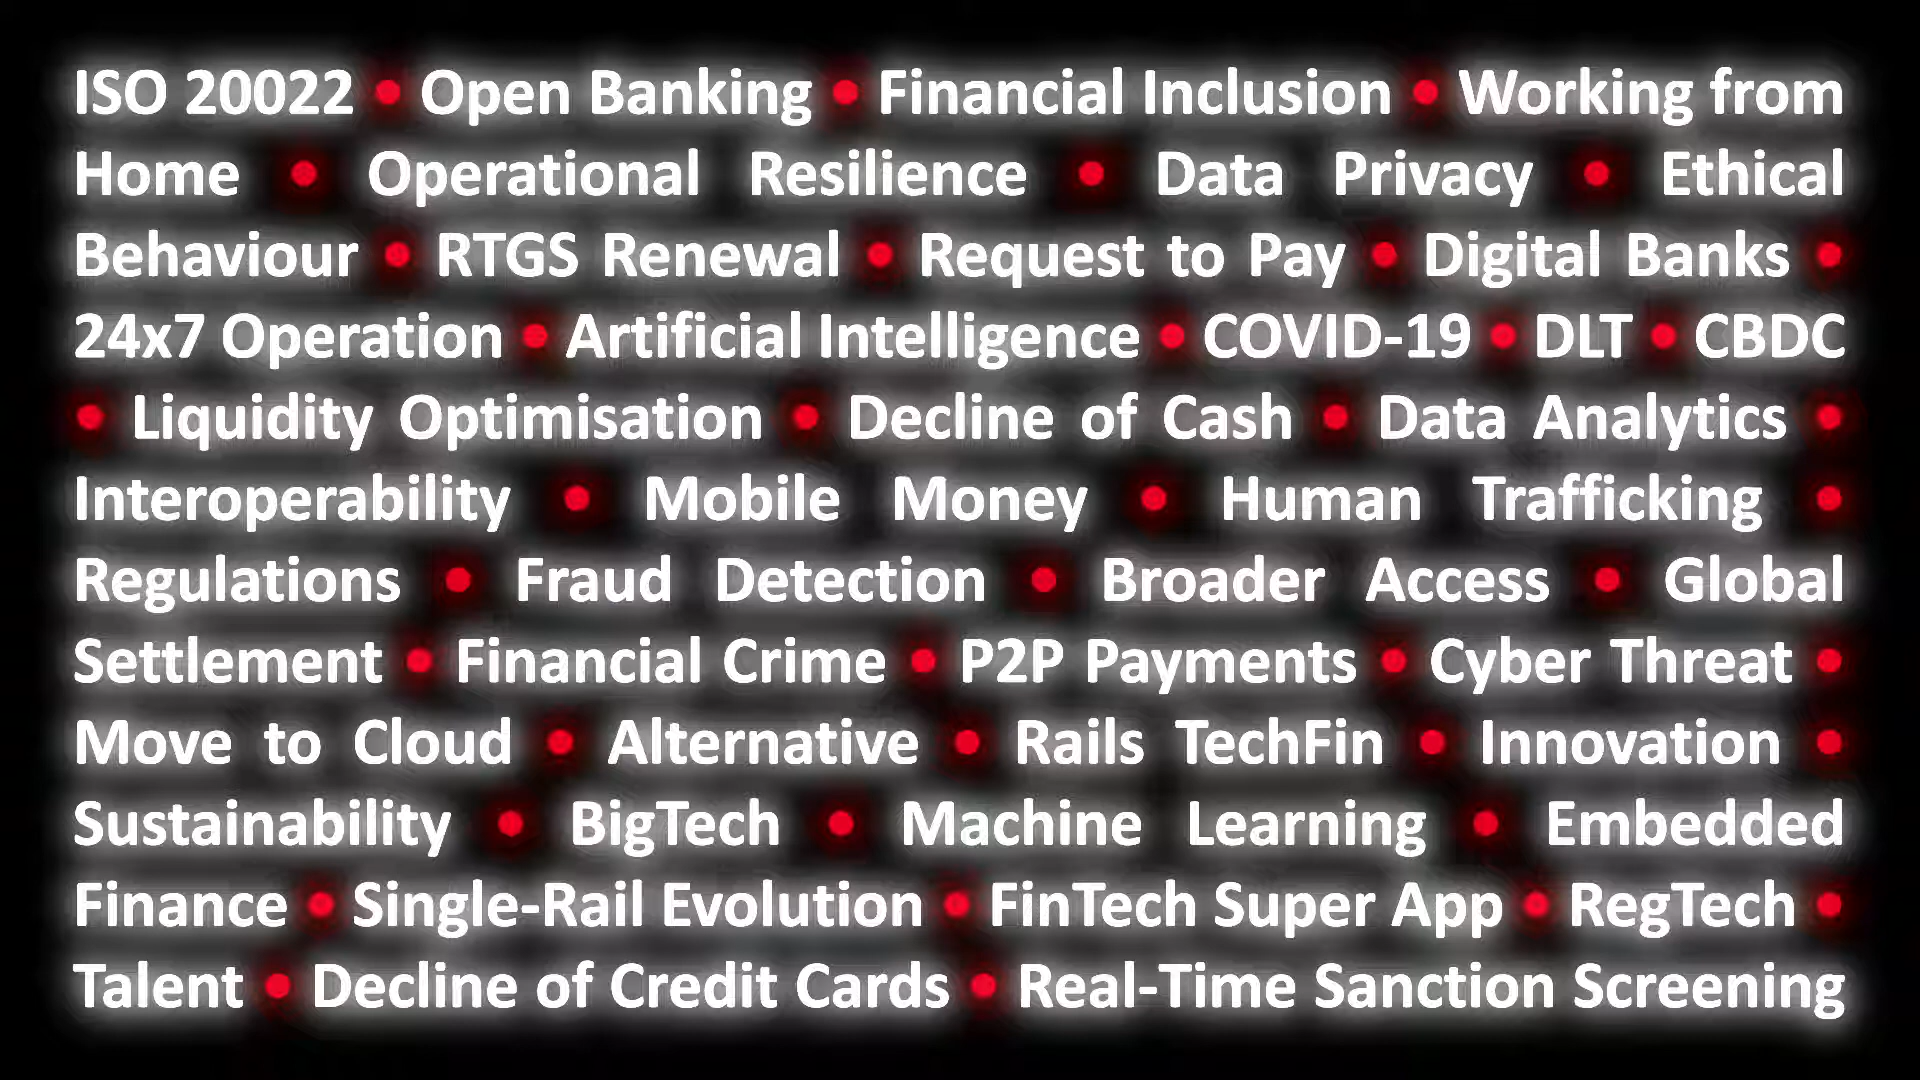 ISO 20022 • Open Banking • Financial Inclusion • Working from
Home • Operational Resilience • Data Privacy • Ethical
Behaviour • RTGS Renewal • Request to Pay • Digital Banks •
24x7 Operation • Artificial Intelligence • COVID-19 • DLT • CBDC
• Liquidity Optimisation • Decline of Cash • Data Analytics •
Interoperability • Mobile Money • Human Trafficking •
Regulations • Fraud Detection • Broader Access • Global
Settlement • Financial Crime • P2P Payments • Cyber Threat •
Move to Cloud • Alternative • Rails TechFin • Innovation •
Sustainability • BigTech • Machine Learning • Embedded
Finance • Single-Rail Evolution • FinTech Super App • RegTech •
Talent • Decline of Credit Cards • Real-Time Sanction Screening